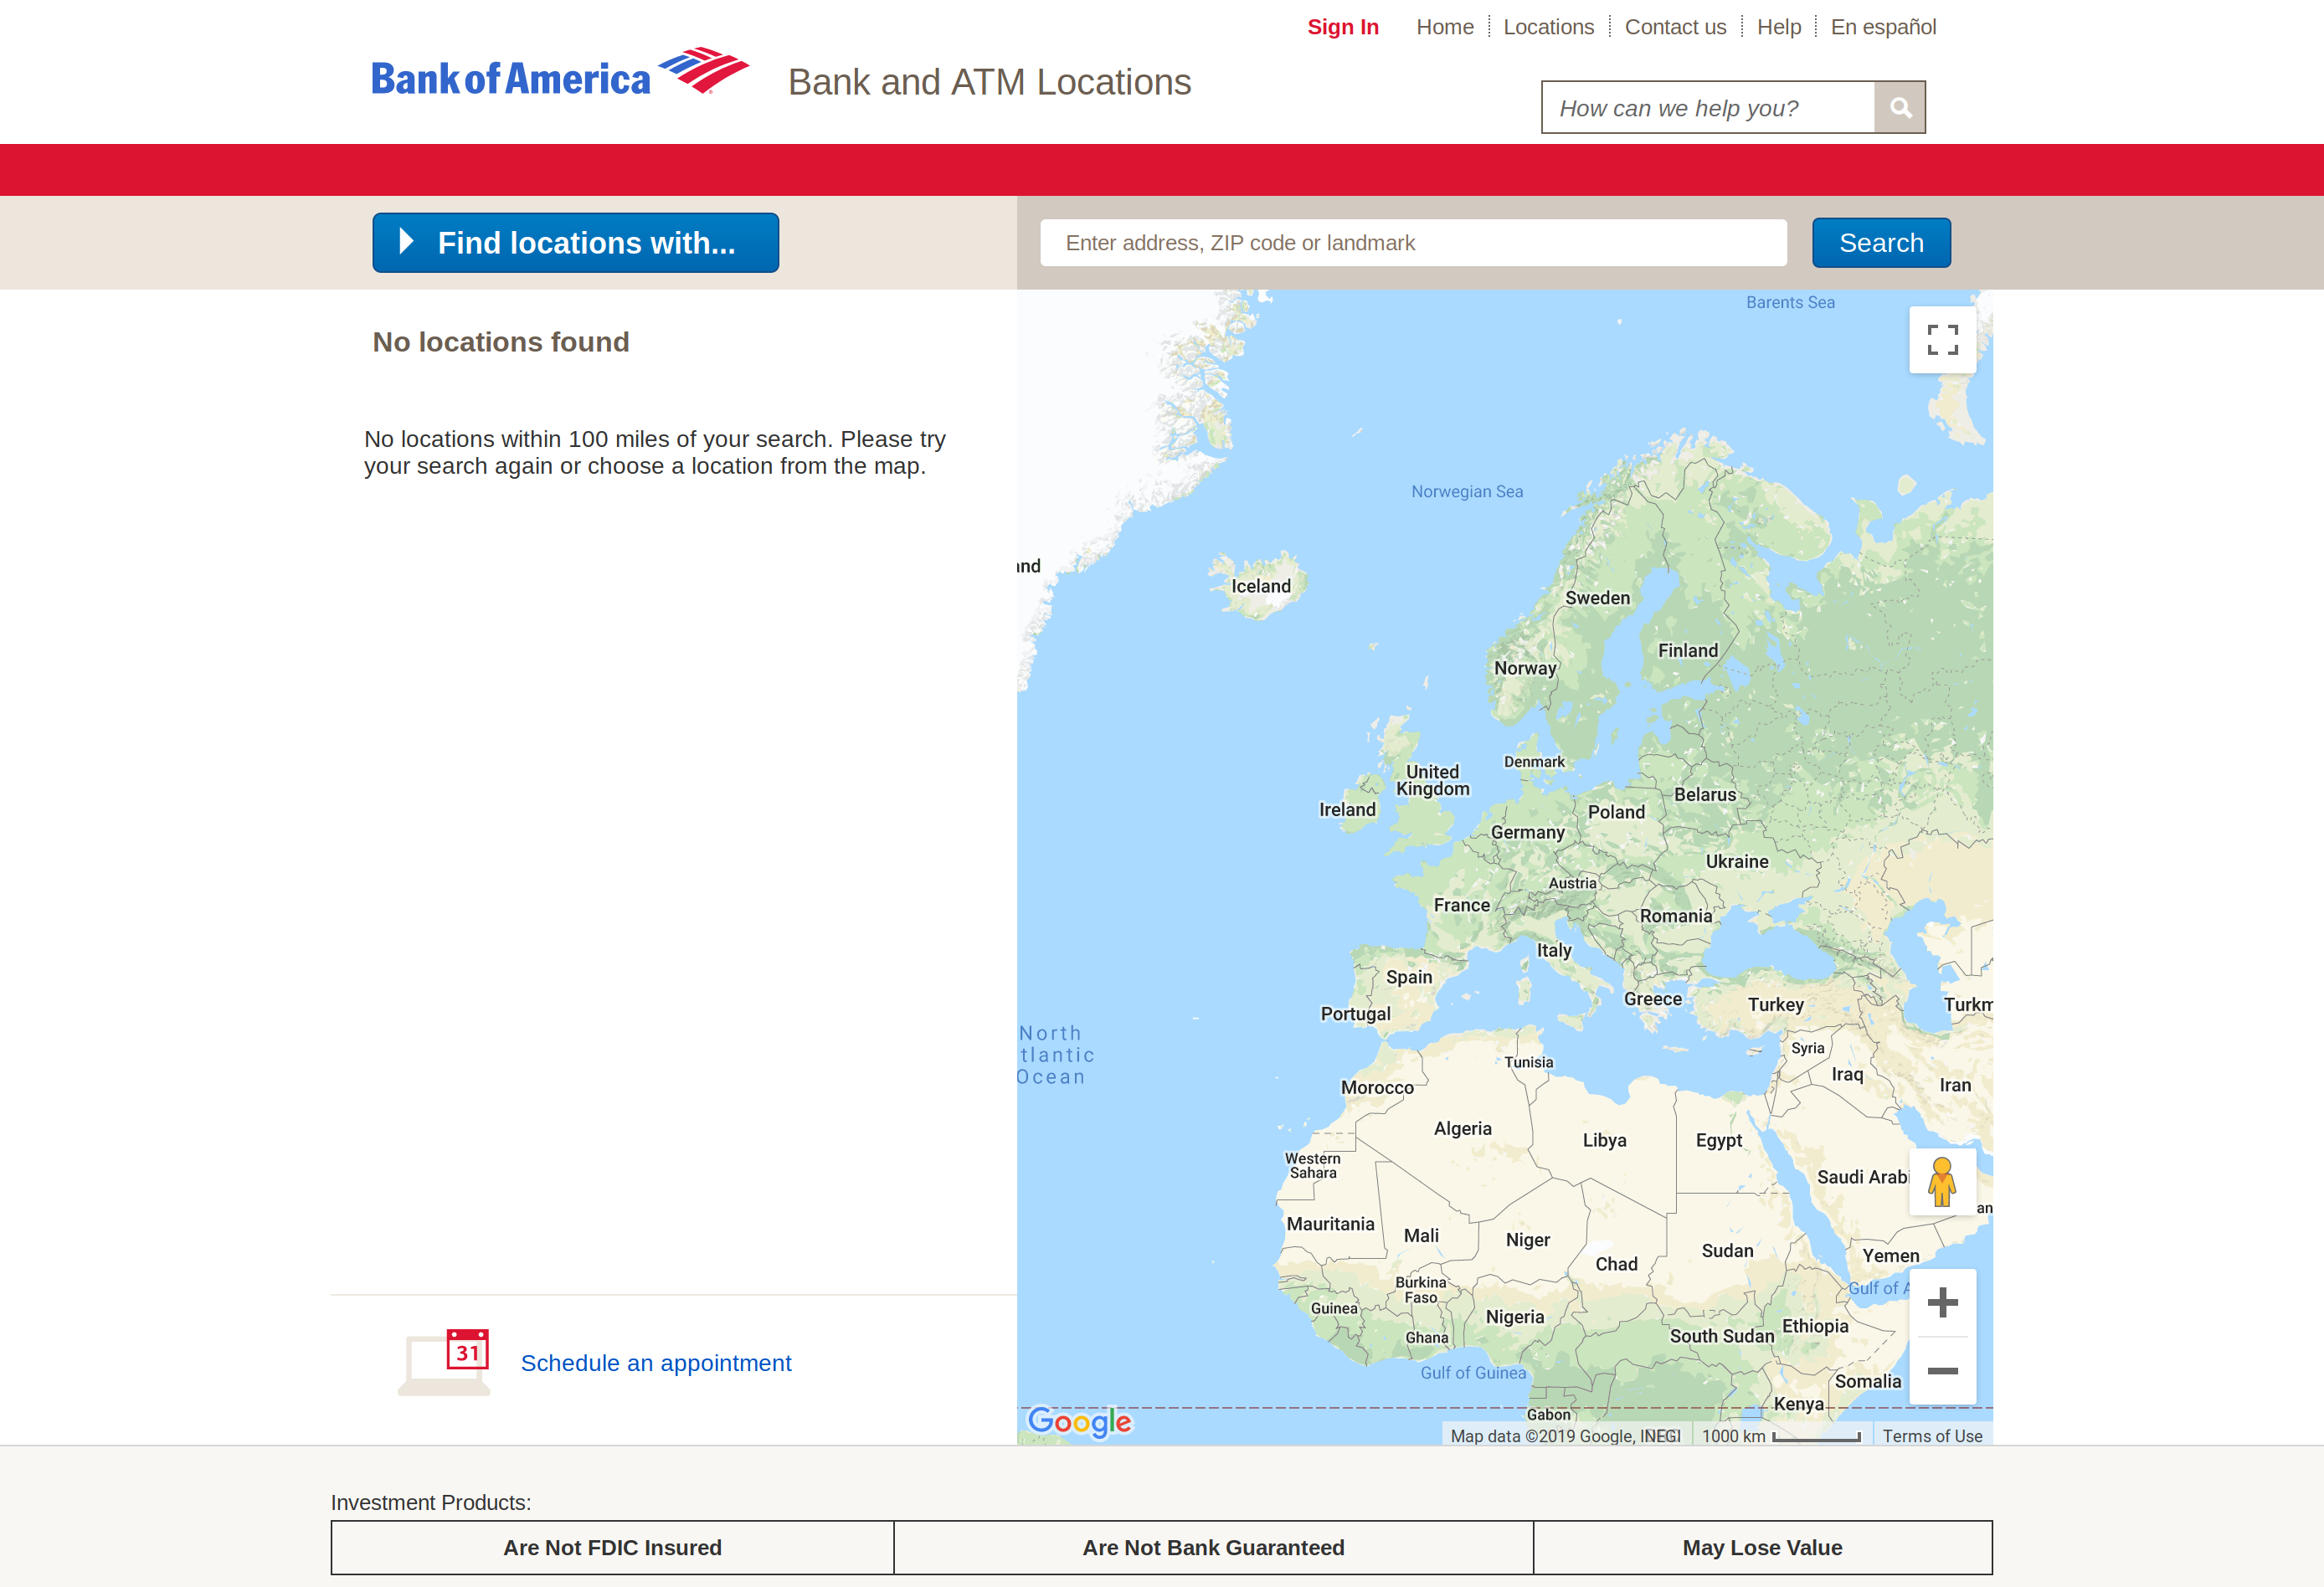 Sign In
Home
Locations
Contact us
Help
En español
Bank of America
Bank and ATM Locations
How can we help you?
Find locations with...
Enter address, ZIP code or landmark
Search
No locations found
No locations within 100 miles of your search. Please try
your search again or choose a location from the map.
Barents Sea
Norwegian Sea
and
Iceland
Sweden
Finland
Norway
Denmark
United
Kingdom
Ireland
Belarus
Poland
Germany
Ukraine
Austria
France
Romania
Italy
Spain
Greece
Turkey
Turkm
Portugal
North
tlantic
Ocean
Syria
Tunisia
Iraq
Iran
Morocco
Algeria
Libya
Egypt
Western
Sahara
Saudi Arabi
an
Mauritania
Mali
Niger
Sudan
Yemen
Chad
Burkina
Faso
Gulf of A
Guinea
Nigeria
Ethiopia
South Sudan
Ghana
Gulf of Guinea
Somalia
Kenya
Gabon
Google
Map data ©2019 Google, INEGI
1000 km
Terms of Use
31
Schedule an appointment
Investment Products:
Are Not FDIC Insured
Are Not Bank Guaranteed
May Lose Value